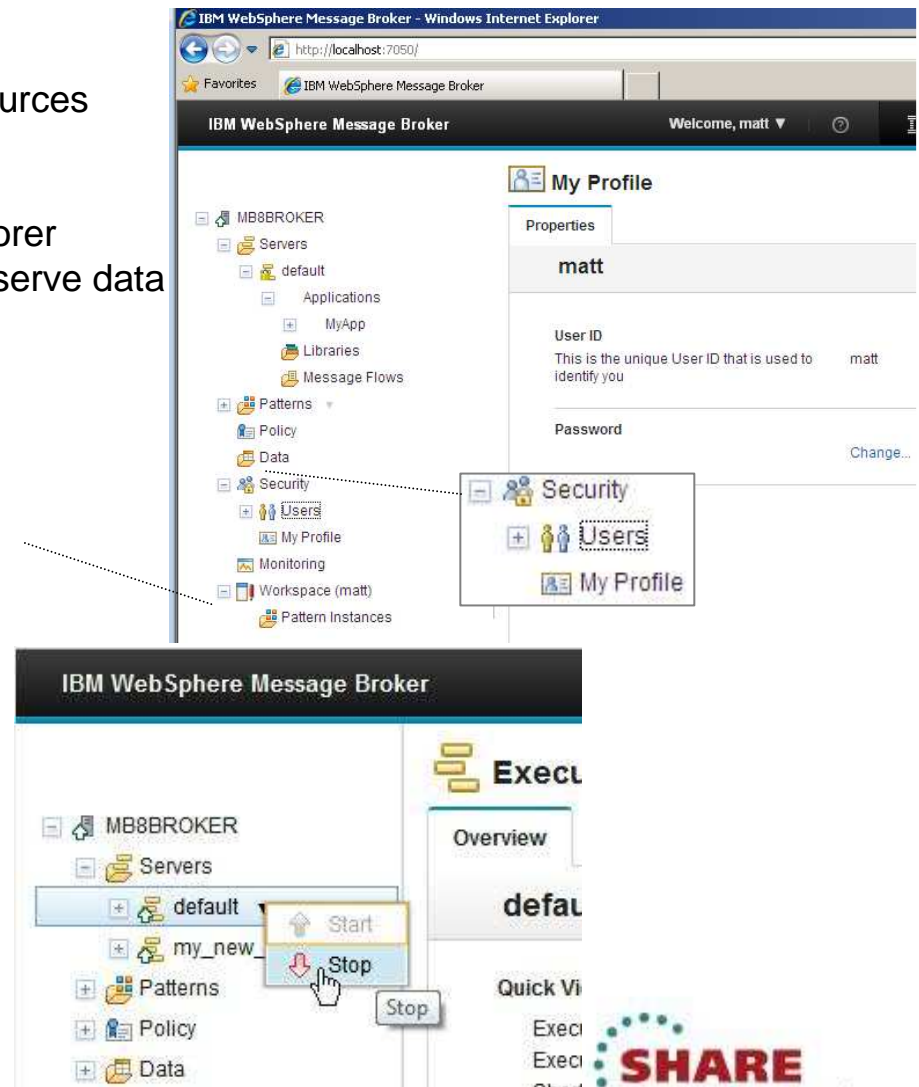 IBM WebSphere Message Broker - Windows Internet Explorer
http://localhost:7050/
Favorites IBM WebSphere Message Broker
IBM WebSphere Message Broker Welcome, matt
ources
orer
serve data
MB8BROKER
Servers
default
Applications
MyApp
Libraries
Message Flows
Patterns
Policy
Data
Security
Users
My Profile
Monitoring
Workspace (matt)
Pattern Instances
My Profile
Properties
matt
User ID
This is the unique User ID that is used to identify you matt
Password
Change...
Security
Users
My Profile
IBM WebSphere Message Broker
MB8BROKER
Servers
default
my_new_
Patterns
Policy
Data
Start
Stop
Stop
Execu
Overview
defau
Quick Vi
Execu
Execu
SHARE